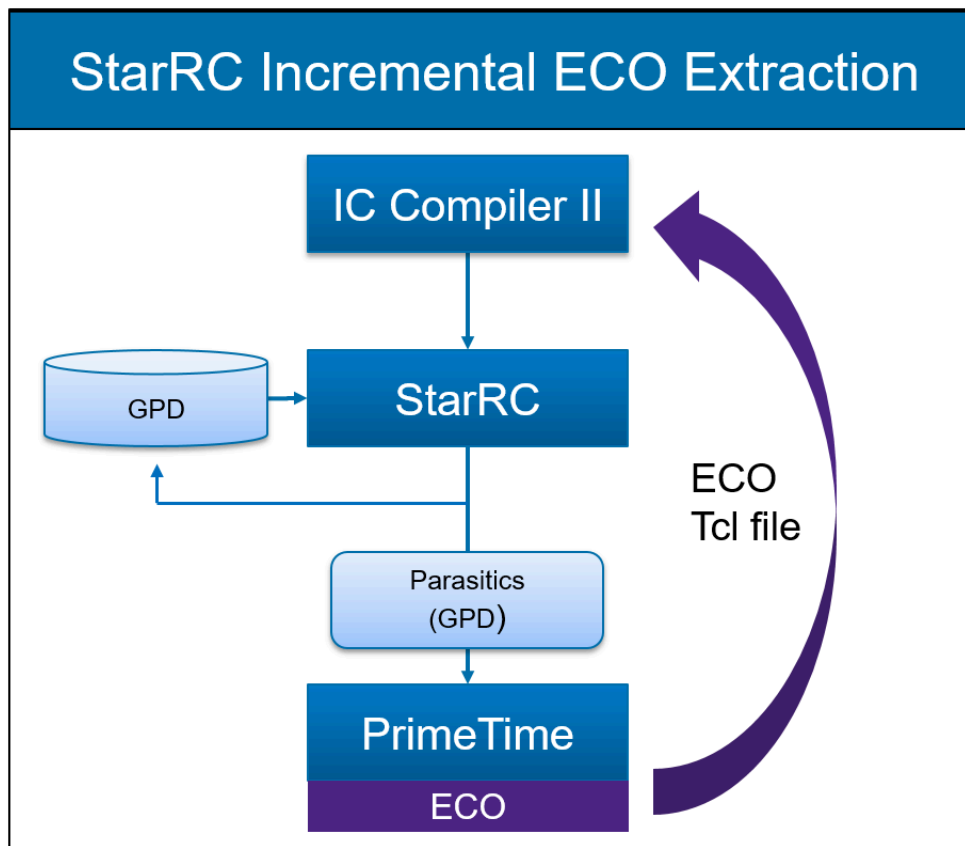 StarRC Incremental ECO Extraction
IC Compiler II
GPD
StarRC
ECO
Tcl file
Parasitics
(GPD)
PrimeTime
ECO